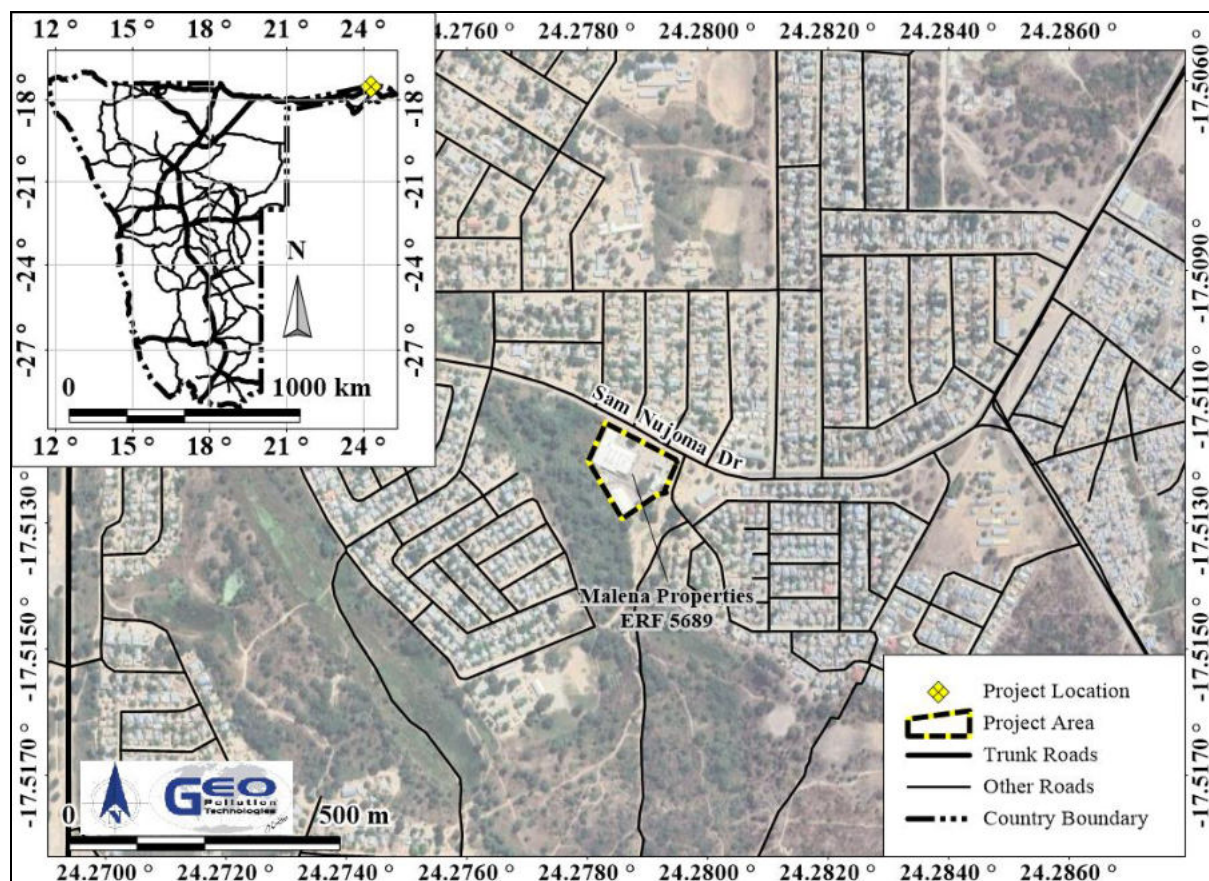 24.2760 ° 24.2780 ° 24.2800 ° 24.2820 ° 24.2840 ° 24.2860 °
12 ° 15 ° 18 ° 21 ° 24 °
-18 °
-21 °
-24 °
-27 °
N
0 1000 km
12 ° 15 ° 18 ° 21 ° 24 °
-17.5060 °
-17.5090 °
-17.5110 °
-17.5130 °
-17.5150 °
-17.5170 °
-17.5130 °
-17.5150 °
-17.5170 °
Sam Nujoma Dr
Malena Properties
ERF 5689
Project Location
Project Area
Trunk Roads
Other Roads
Country Boundary
N
GEO
Pollution
Technologies
0 500 m
24.2700 ° 24.2720 ° 24.2740 ° 24.2760 ° 24.2780 ° 24.2800 ° 24.2820 ° 24.2840 ° 24.2860 °